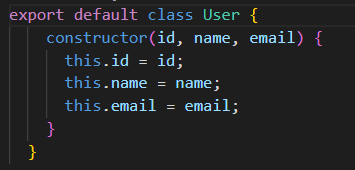 export default class User {
    constructor(id, name, email) {
      this.id = id;
      this.name = name;
      this.email = email;
    }
  }